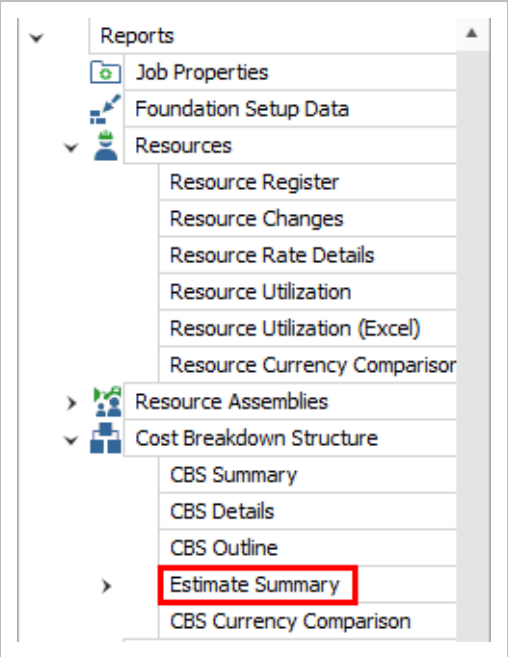 Reports
Job Properties
Foundation Setup Data
Resources
Resource Register
Resource Changes
Resource Rate Details
Resource Utilization
Resource Utilization (Excel)
Resource Currency Comparison
Resource Assemblies
Cost Breakdown Structure
CBS Summary
CBS Details
CBS Outline
Estimate Summary
CBS Currency Comparison